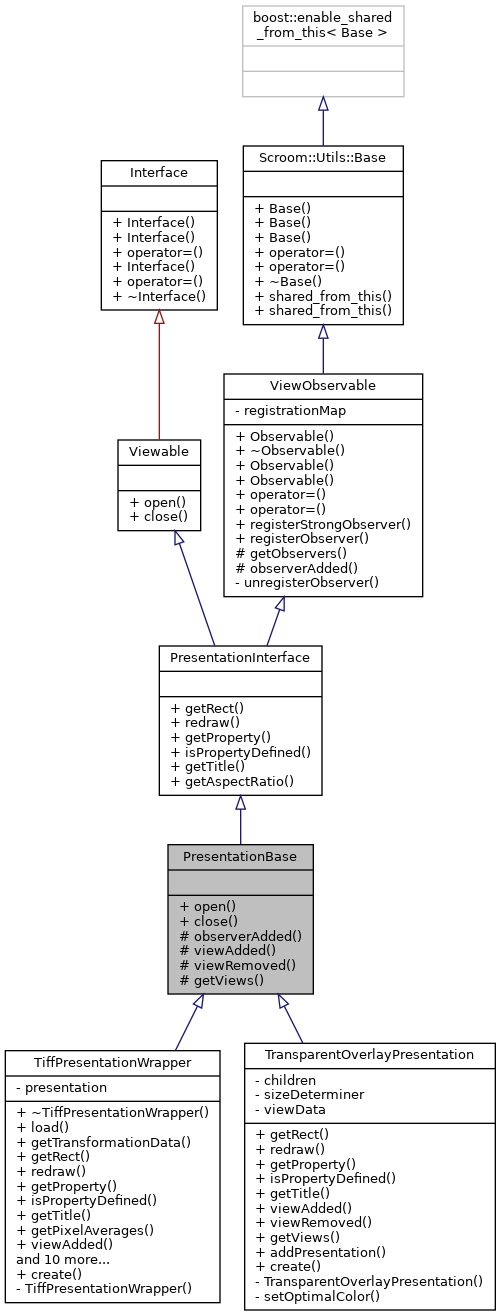 boost::enable_shared
_from_this< Base >
Scroom::Utils::Base
+ Base()
+ Base()
+ Base()
+ operator=()
+ operator=()
+ ~Base()
+ shared_from_this()
+ shared_from_this()
Interface
+ Interface()
+ Interface()
+ operator=()
+ Interface()
+ operator=()
+ ~Interface()
ViewObservable
- registrationMap
+ Observable()
+ ~Observable()
+ Observable()
+ Observable()
+ operator=()
+ operator=()
+ registerStrongObserver()
+ registerObserver()
# getObservers()
# observerAdded()
- unregisterObserver()
Viewable
+ open()
+ close()
PresentationInterface
+ getRect()
+ redraw()
+ getProperty()
+ isPropertyDefined()
+ getTitle()
+ getAspectRatio()
PresentationBase
+ open()
+ close()
# observerAdded()
# viewAdded()
# viewRemoved()
# getViews()
TiffPresentationWrapper
- presentation
+ ~TiffPresentationWrapper()
+ load()
+ getTransformationData()
+ getRect()
+ redraw()
+ getProperty()
+ isPropertyDefined()
+ getTitle()
+ getPixelAverages()
+ viewAdded()
and 10 more...
+ create()
- TiffPresentationWrapper()
TransparentOverlayPresentation
- children
- sizeDeterminer
- viewData
+ getRect()
+ redraw()
+ getProperty()
+ isPropertyDefined()
+ getTitle()
+ viewAdded()
+ viewRemoved()
+ getViews()
+ addPresentation()
+ create()
- TransparentOverlayPresentation()
- setOptimalColor()